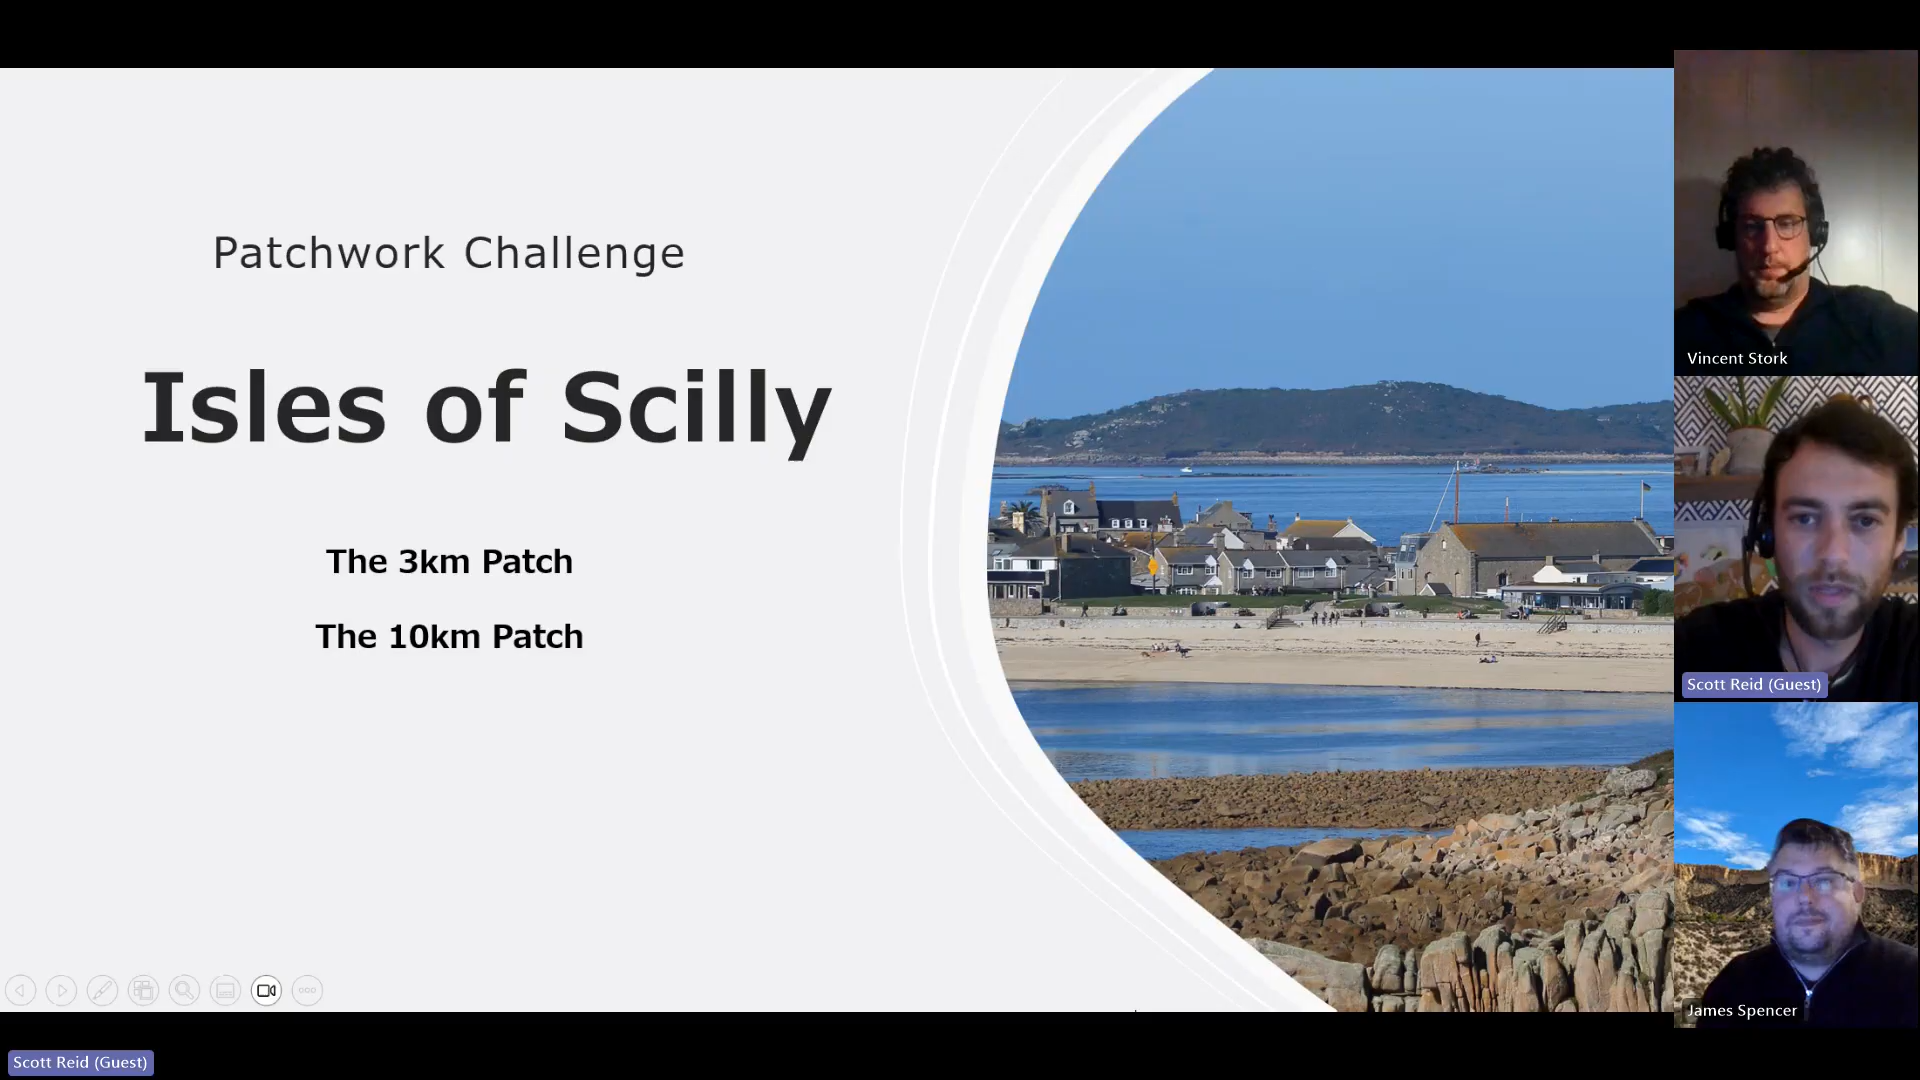 Patchwork Challenge
Isles of Scilly
The 3km Patch
The 10km Patch
Vincent Stork
Scott Reid (Guest)
James Spencer
Scott Reid (Guest)